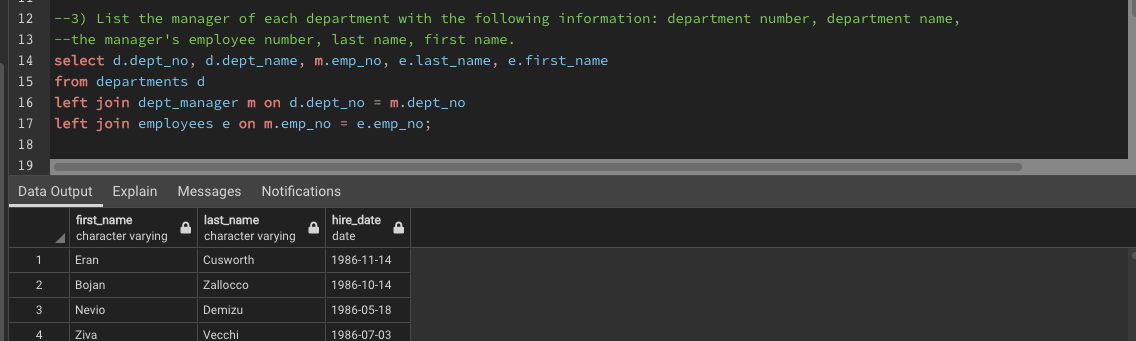 12 --3) List the manager of each department with the following information: department number, department name,
13 --the manager's employee number, last name, first name.
14 select d.dept_no, d.dept_name, m.emp_no, e.last_name, e.first_name
15 from departments d
16 left join dept_manager m on d.dept_no = m.dept_no
17 left join employees e on m.emp_no = e.emp_no;
18
19
Data Output Explain Messages Notifications
first_name last_name hire_date
character varying character varying date
1 Eran Cusworth 1986-11-14
2 Bojan Zallocco 1986-10-14
3 Nevio Demizu 1986-05-18
4 Ziva Vecchi 1986-07-03